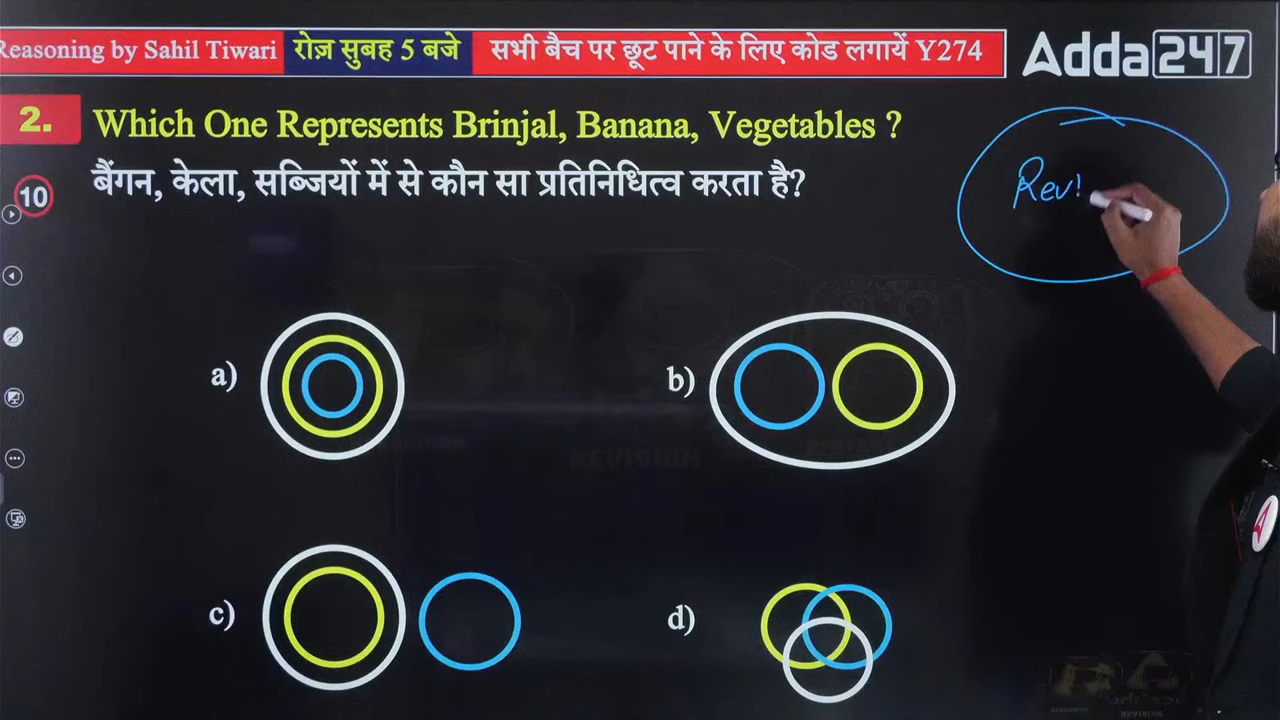 Reasoning by Sahil Tiwari रोज़ सुबह 5 बजे सभी बैच पर छूट पाने के लिए कोड लगायें Y274 Adda247
2. Which One Represents Brinjal, Banana, Vegetables ?
10 बैंगन, केला, सब्जियों में से कौन सा प्रतिनिधित्व करता है?
Rev!
a) b)
c) d)